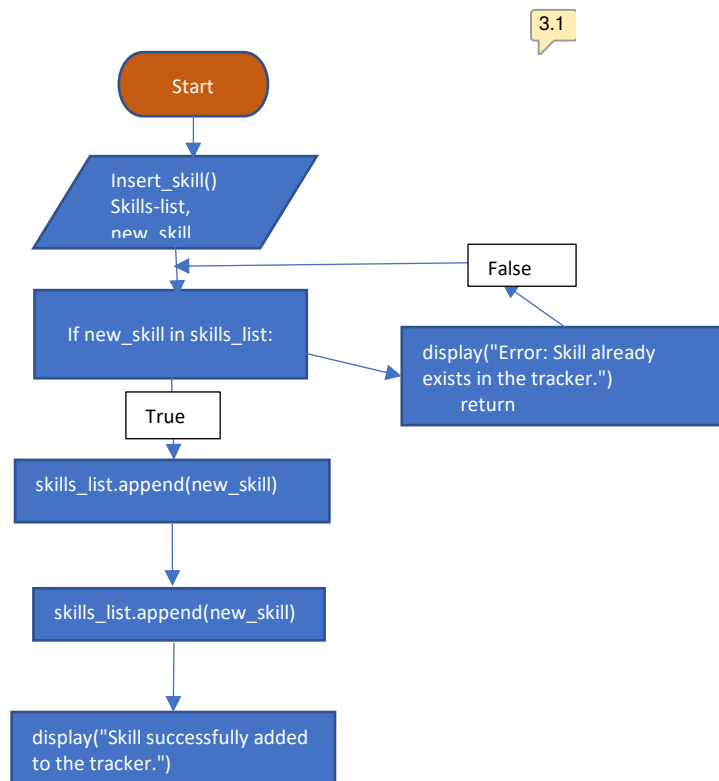 3.1
Start
Insert_skill()
Skills-list,
new_skill
False
If new_skill in skills_list:
display("Error: Skill already
exists in the tracker.")
return
True
skills_list.append(new_skill)
skills_list.append(new_skill)
display("Skill successfully added
to the tracker.")